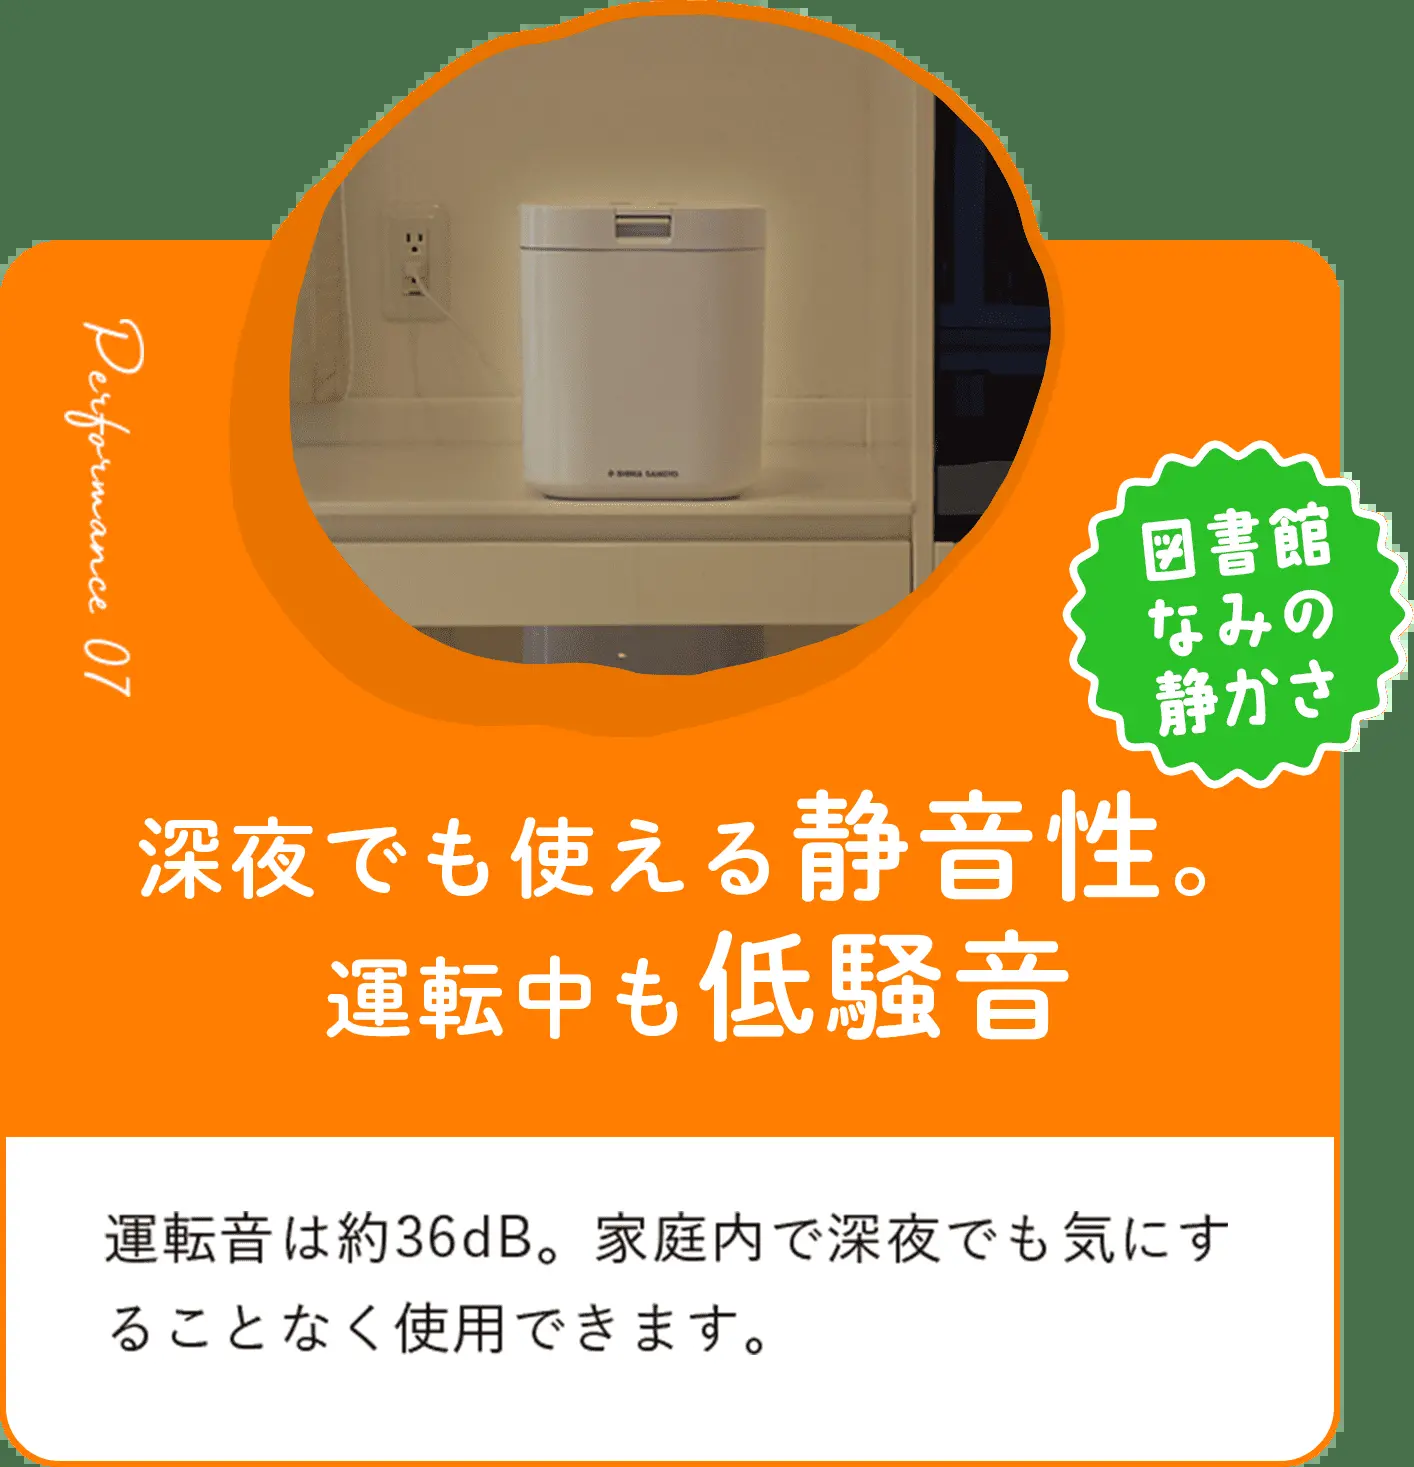 Performance 07
図書館
なみの
静かさ
深夜でも使える静音性。
運転中も低騒音
運転音は約36dB。家庭内で深夜でも気にす
ることなく使用できます。